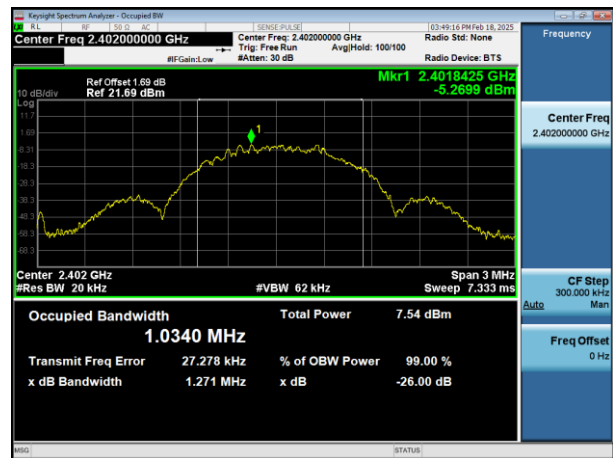 Keysight Spectrum Analyzer - Occupied BW
RL RF 50 Ω AC SENSE:PULSE 03:49:16 PM Feb 18, 2025
Center Freq 2.402000000 GHz
Center Freq: 2.402000000 GHz Radio Std: None
Trig: Free Run Avg|Hold: 100/100
#IFGain:Low #Atten: 30 dB Radio Device: BTS
Frequency
Ref Offset 1.69 dB Mkr1 2.4018425 GHz
10 dB/div Ref 21.69 dBm -5.2699 dBm
Log
11.7
1.69
-8.31
-18.3
-28.3
-38.3
-48.3
-58.3
-68.3
1
Center 2.402 GHz Span 3 MHz
#Res BW 20 kHz #VBW 62 kHz Sweep 7.333 ms
Occupied Bandwidth Total Power 7.54 dBm
1.0340 MHz
Transmit Freq Error 27.278 kHz % of OBW Power 99.00 %
x dB Bandwidth 1.271 MHz x dB -26.00 dB
Center Freq
2.402000000 GHz
CF Step
300.000 kHz
Auto Man
Freq Offset
0 Hz
MSG STATUS